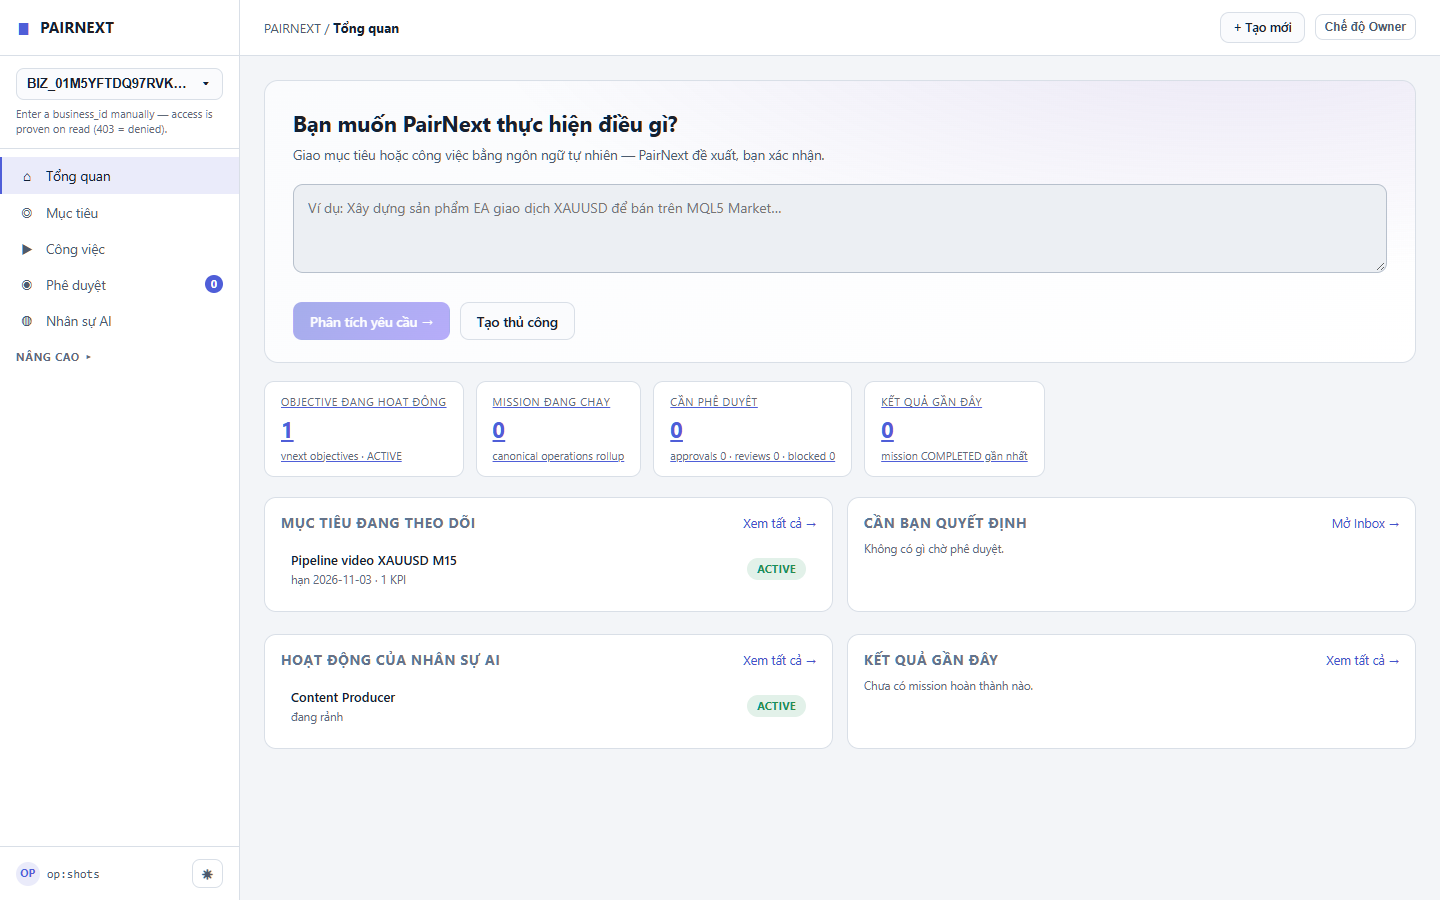 PAIRNEXT
BIZ_01M5YFTDQ97RVK...
Enter a business_id manually — access is
proven on read (403 = denied).
Tổng quan
Mục tiêu
Công việc
Phê duyệt 0
Nhân sự AI
NÂNG CAO
OP op:shots
PAIRNEXT / Tổng quan
+ Tạo mới
Chế độ Owner
Bạn muốn PairNext thực hiện điều gì?
Giao mục tiêu hoặc công việc bằng ngôn ngữ tự nhiên — PairNext đề xuất, bạn xác nhận.
Ví dụ: Xây dựng sản phẩm EA giao dịch XAUUSD để bán trên MQL5 Market...
Phân tích yêu cầu →
Tạo thủ công
OBJECTIVE ĐANG HOẠT ĐỘNG
1
vnext objectives · ACTIVE
MISSION ĐANG CHẠY
0
canonical operations rollup
CẦN PHÊ DUYỆT
0
approvals 0 · reviews 0 · blocked 0
KẾT QUẢ GẦN ĐÂY
0
mission COMPLETED gần nhất
MỤC TIÊU ĐANG THEO DÕI
Xem tất cả →
Pipeline video XAUUSD M15
hạn 2026-11-03 · 1 KPI
ACTIVE
CẦN BẠN QUYẾT ĐỊNH
Mở Inbox →
Không có gì chờ phê duyệt.
HOẠT ĐỘNG CỦA NHÂN SỰ AI
Xem tất cả →
Content Producer
đang rảnh
ACTIVE
KẾT QUẢ GẦN ĐÂY
Xem tất cả →
Chưa có mission hoàn thành nào.